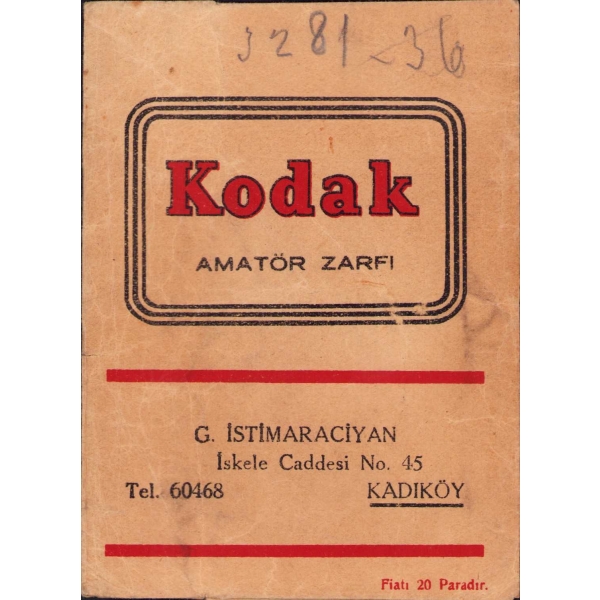 3281-36
Kodak
AMATÖR ZARFI
G. İSTİMARACİYAN
İskele Caddesi No. 45
Tel. 60468 KADIKÖY
Fiatı 20 Paradır.